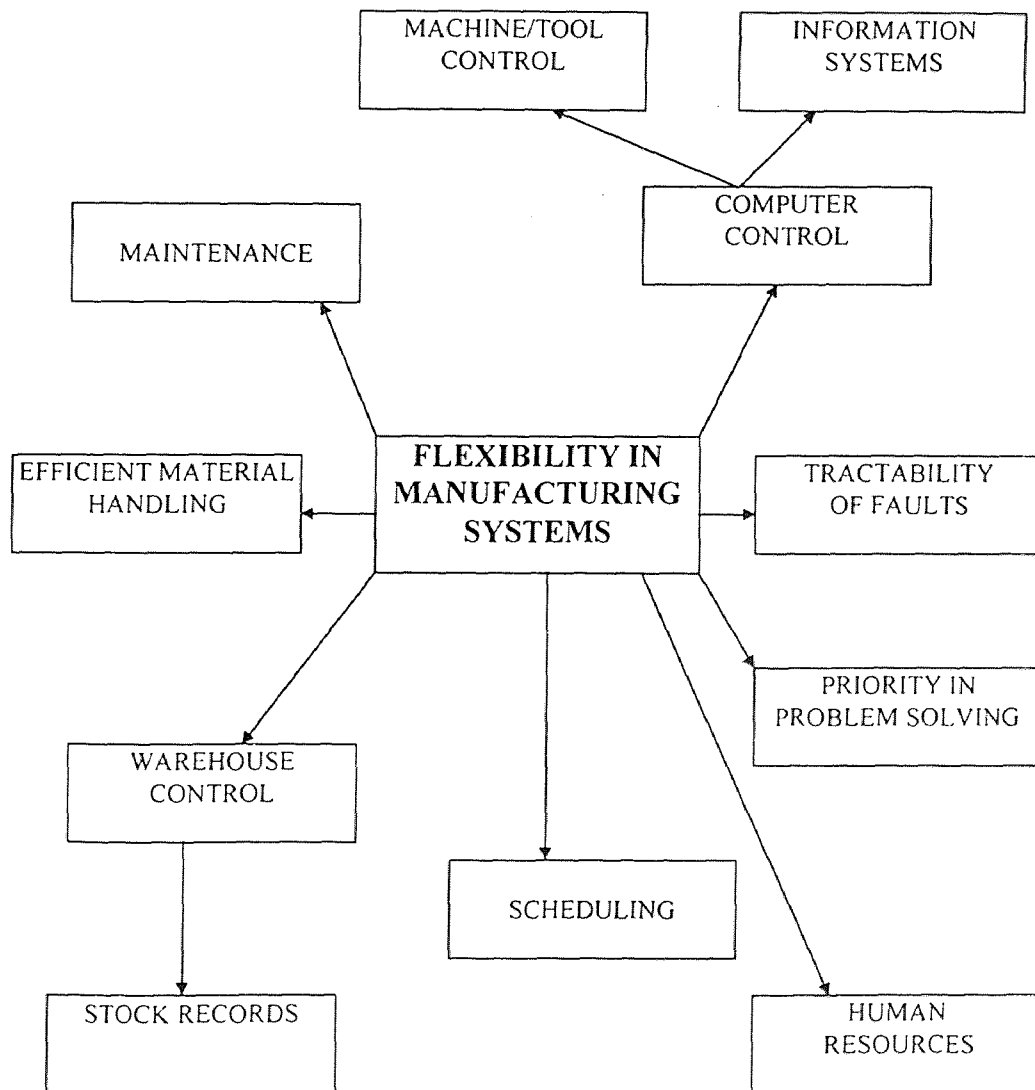 MACHINE/TOOL
CONTROL
INFORMATION
SYSTEMS
COMPUTER
CONTROL
MAINTENANCE
FLEXIBILITY IN
MANUFACTURING
SYSTEMS
EFFICIENT MATERIAL
HANDLING
TRACTABILITY
OF FAULTS
PRIORITY IN
PROBLEM SOLVING
WAREHOUSE
CONTROL
SCHEDULING
STOCK RECORDS
HUMAN
RESOURCES